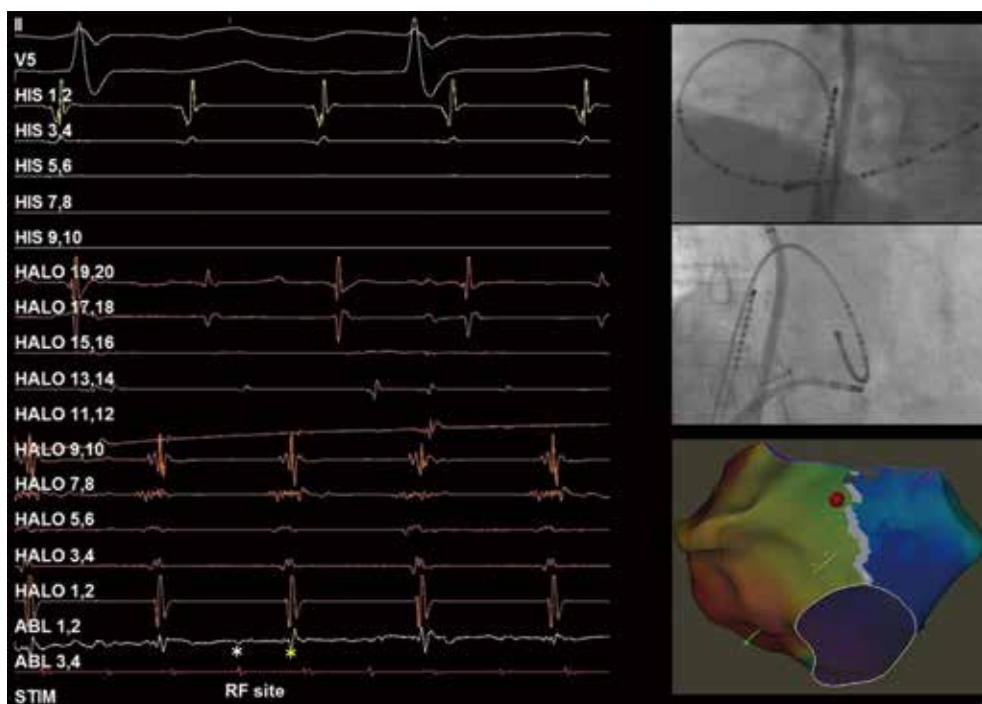 II
V5
HIS 1,2
HIS 3,4
HIS 5,6
HIS 7,8
HIS 9,10
HALO 19,20
HALO 17,18
HALO 15,16
HALO 13,14
HALO 11,12
HALO 9,10
HALO 7,8
HALO 5,6
HALO 3,4
HALO 1,2
ABL 1,2
* *
ABL 3,4
RF site
STIM